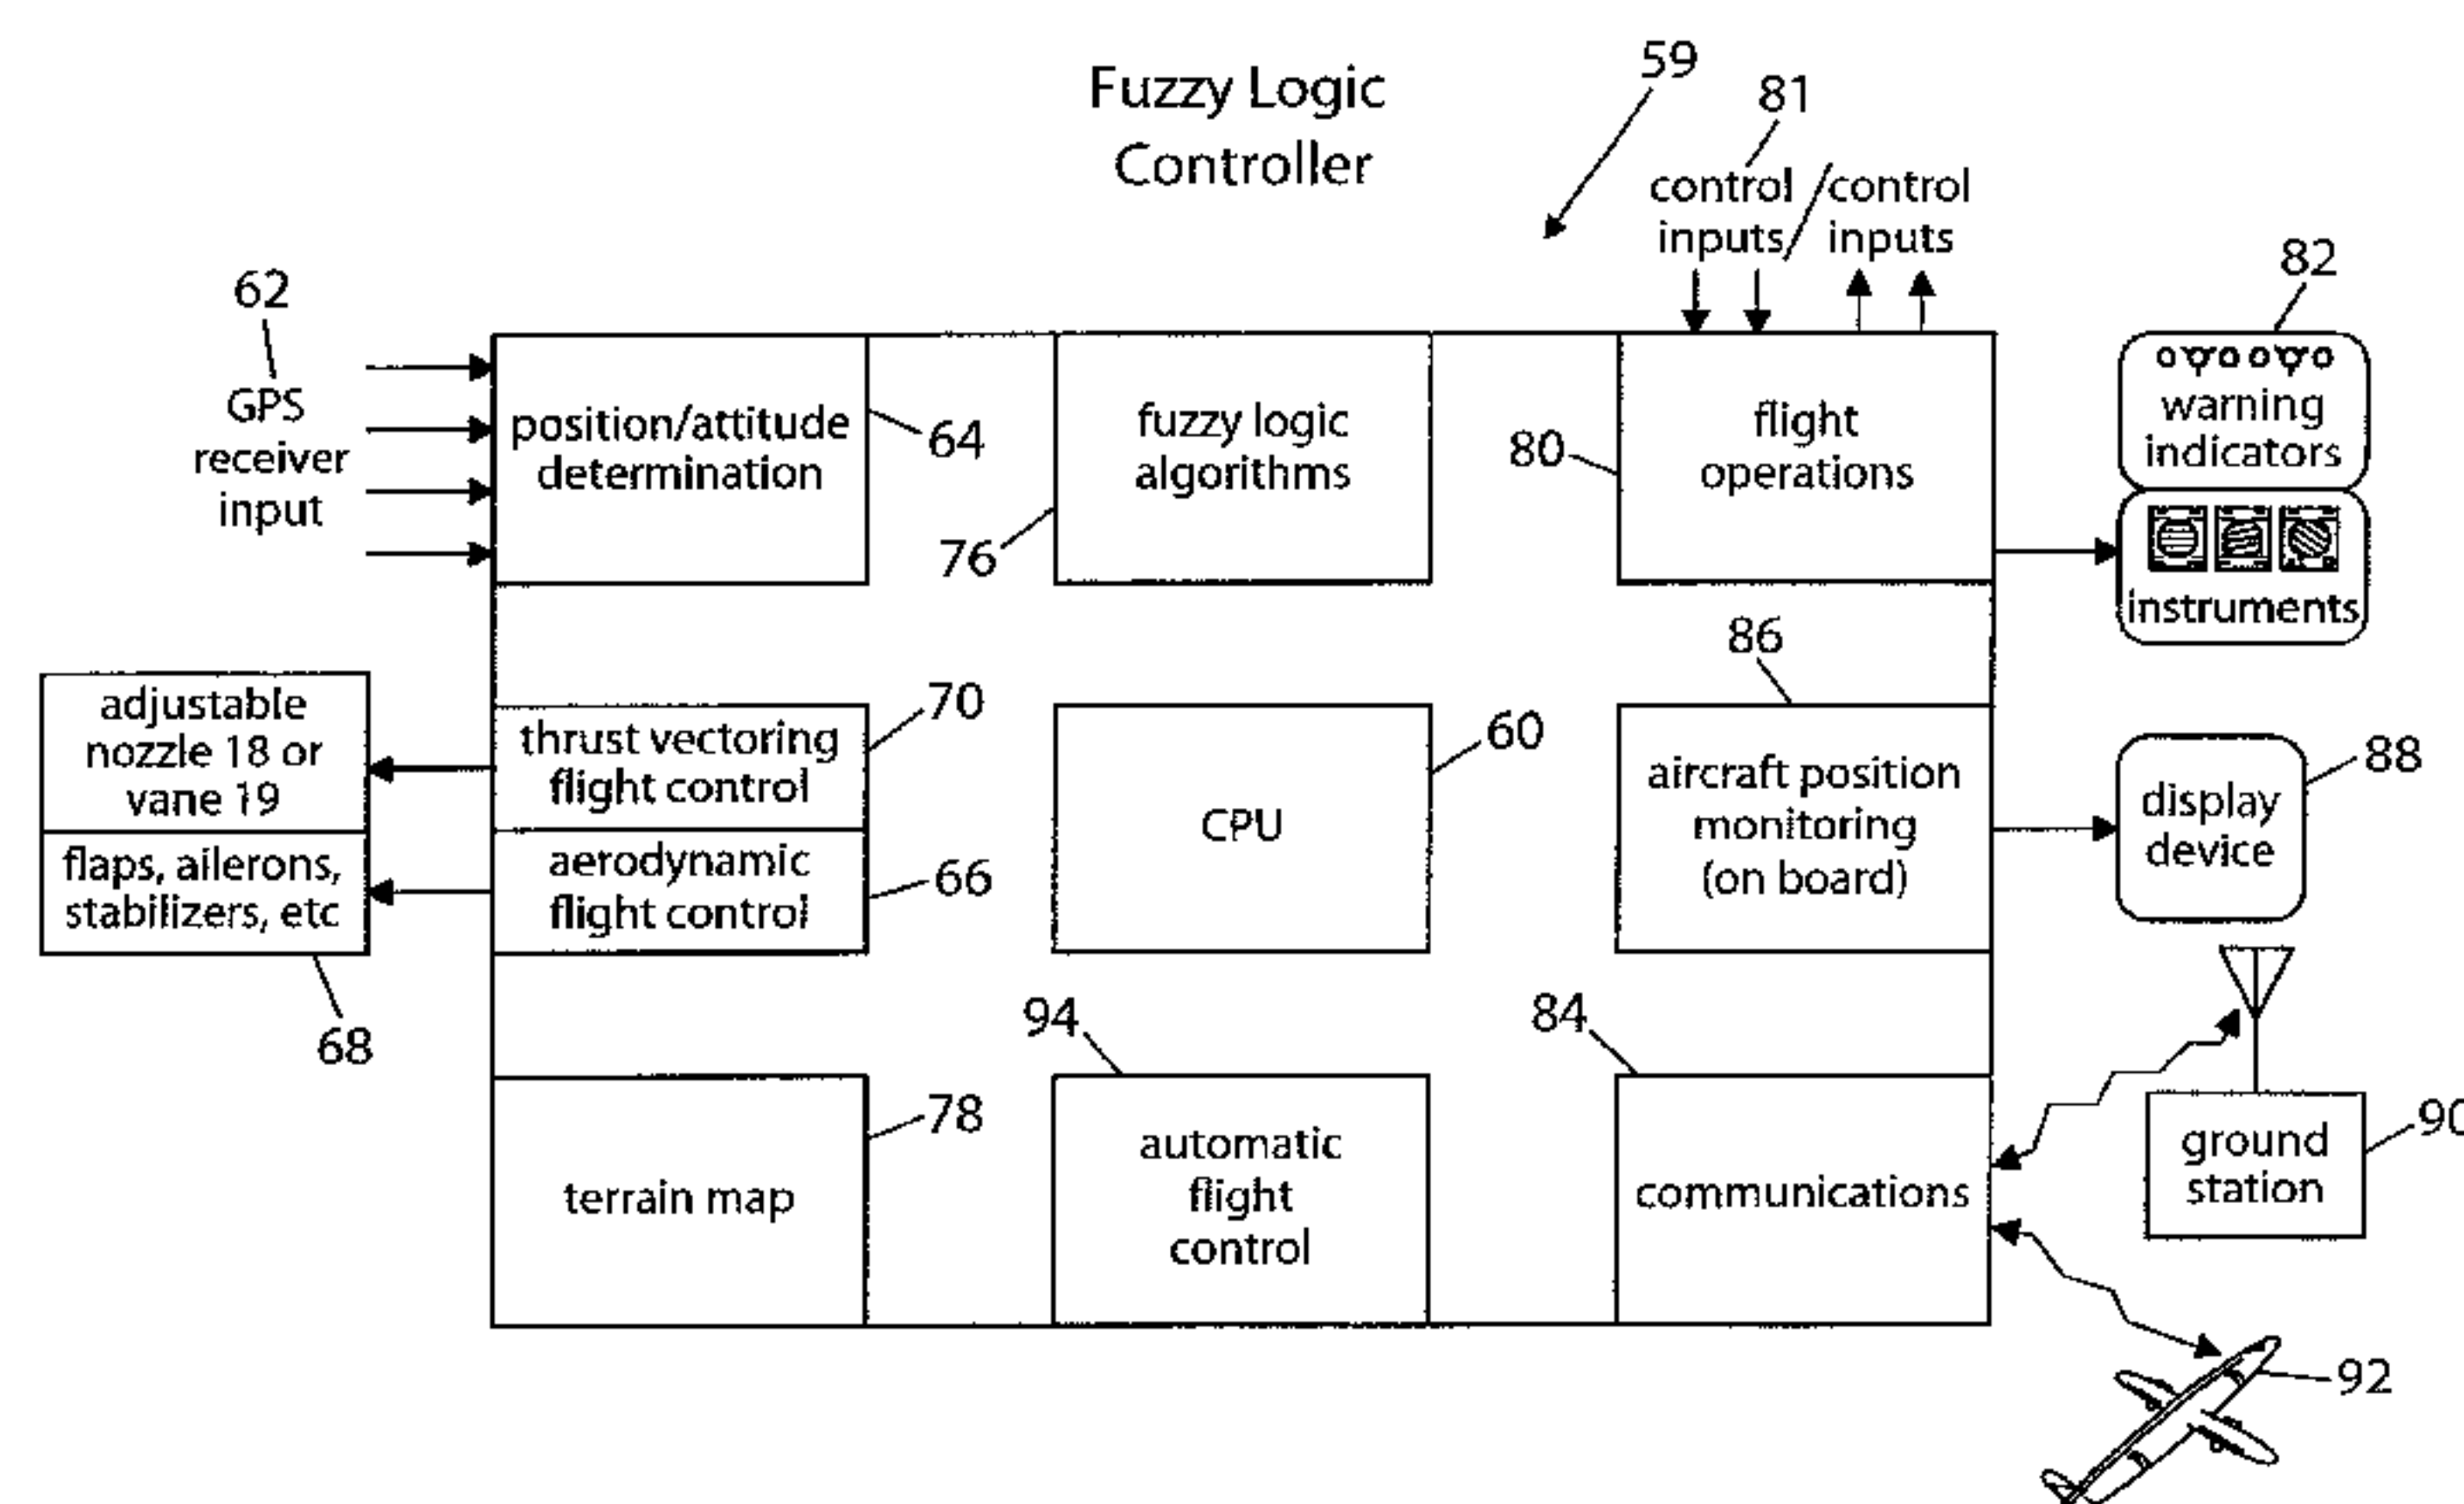 Fuzzy Logic
Controller
59
81
control / control
inputs / inputs
82
62
GPS
receiver
input
position/attitude
determination
64
fuzzy logic
algorithms
76
flight
operations
80
warning
indicators
instruments
adjustable
nozzle 18 or
vane 19
flaps, ailerons,
stabilizers, etc
68
thrust vectoring
flight control
70
aerodynamic
flight control
66
CPU
60
86
aircraft position
monitoring
(on board)
display
device
88
terrain map
78
94
automatic
flight
control
84
communications
ground
station
90
92